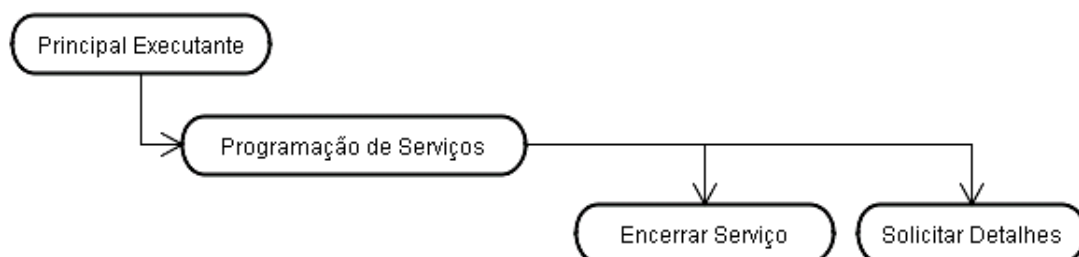 Principal Executante
Programação de Serviços
Encerrar Serviço
Solicitar Detalhes